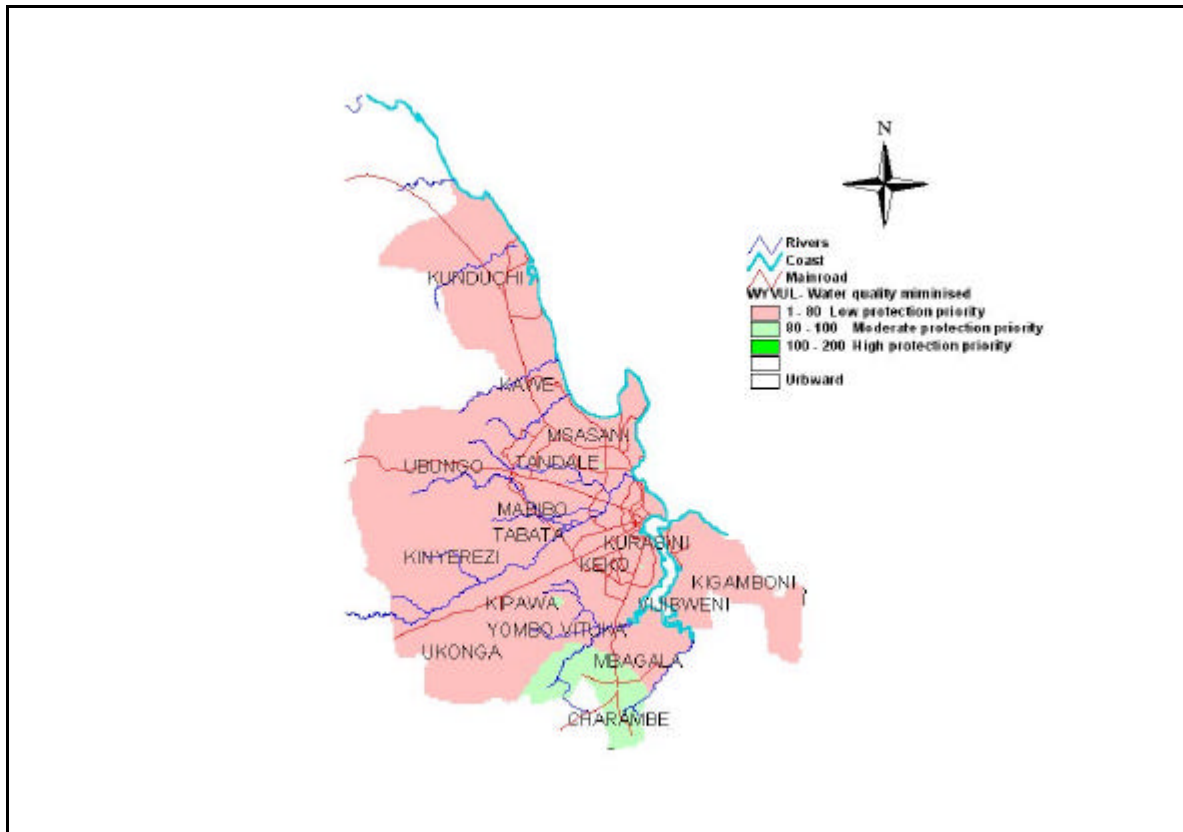 N
Rivers
Coast
Mainroad
WYVUL- Water quality miminised
1 - 80 Low protection priority
80 - 100 Moderate protection priority
100 - 200 High protection priority
Urbward
KUNDUCHI
KAWE
MSASANI
UBUNGO
TANDALE
MABIBO
TABATA
KURASINI
KINYEREZI
KEKO
KIGAMBONI
KIPAWA
VIJIBWENI
YOMBO VITUKA
UKONGA
MBAGALA
CHARAMBE